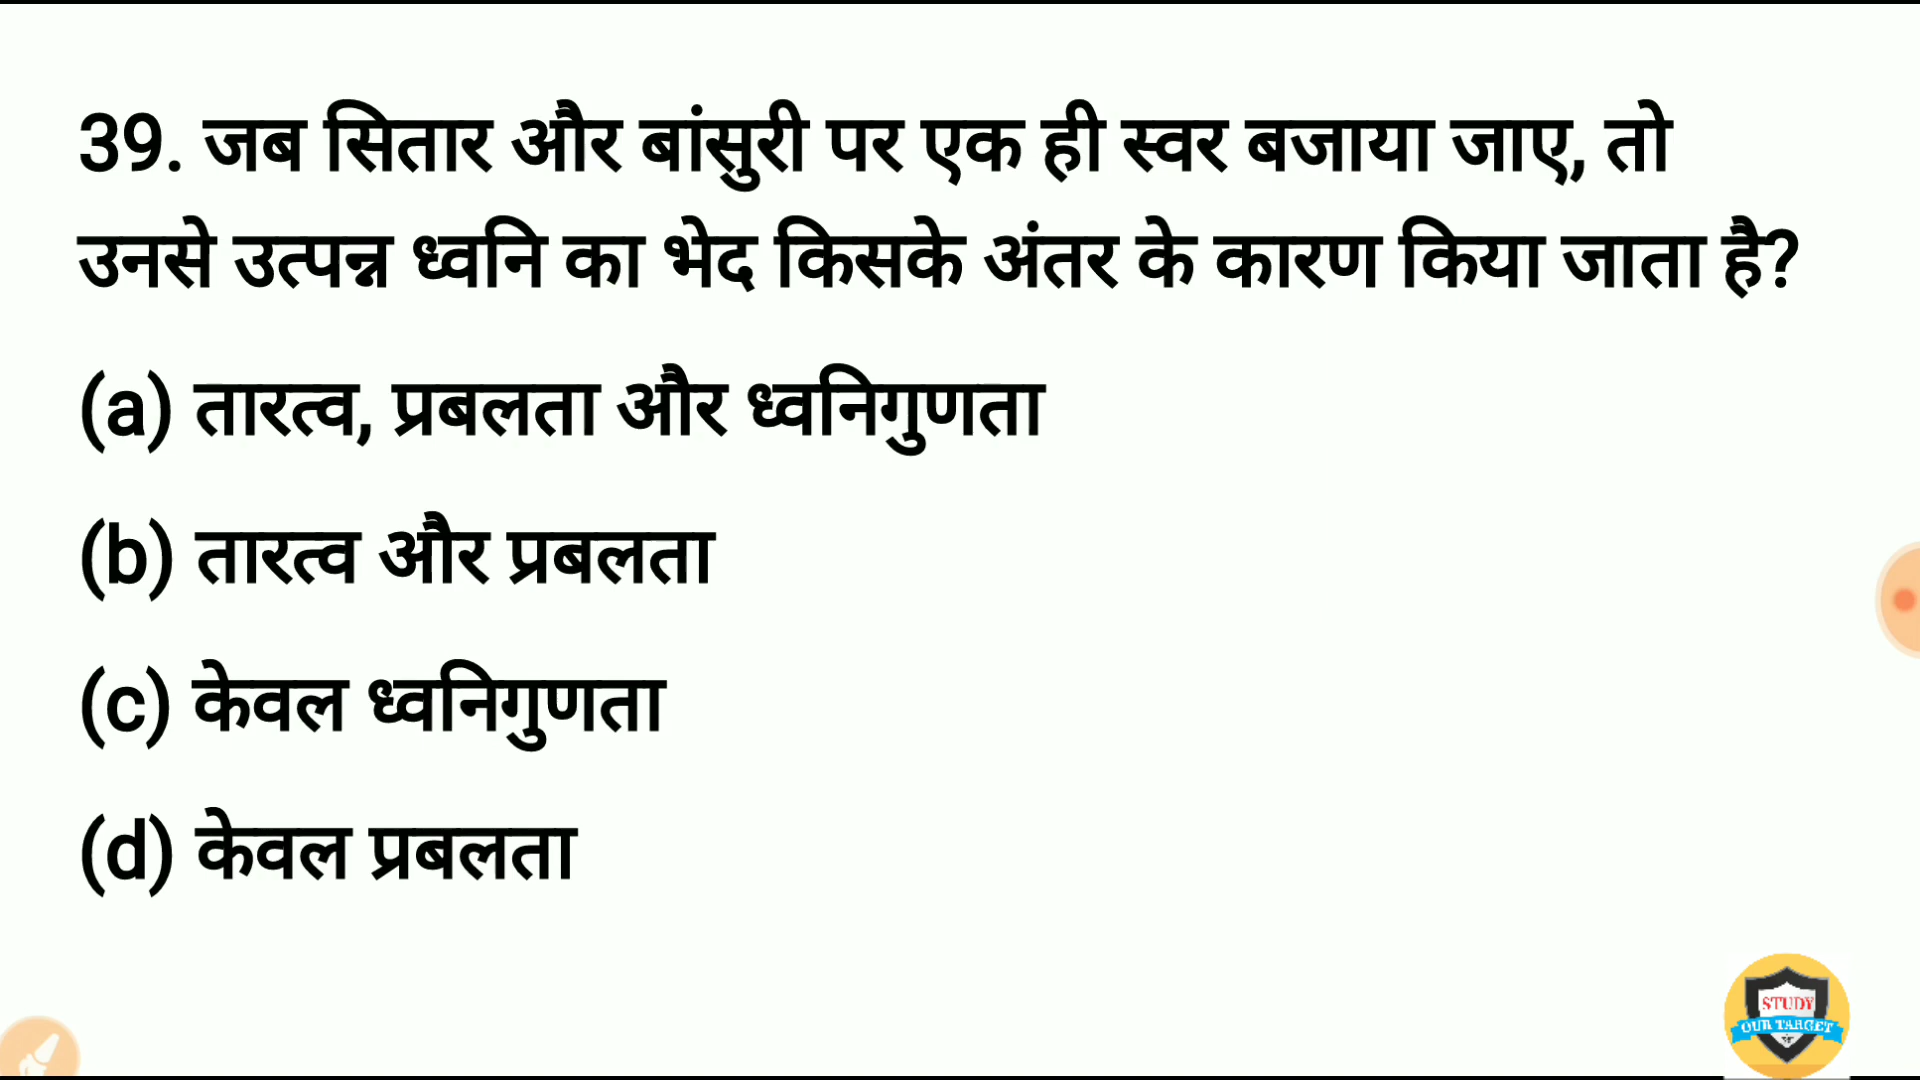 39. जब सितार और बांसुरी पर एक ही स्वर बजाया जाए, तो
उनसे उत्पन्न ध्वनि का भेद किसके अंतर के कारण किया जाता है?
(a) तारत्व, प्रबलता और ध्वनिगुणता
(b) तारत्व और प्रबलता
(c) केवल ध्वनिगुणता
(d) केवल प्रबलता
STUDY
OUR TARGET